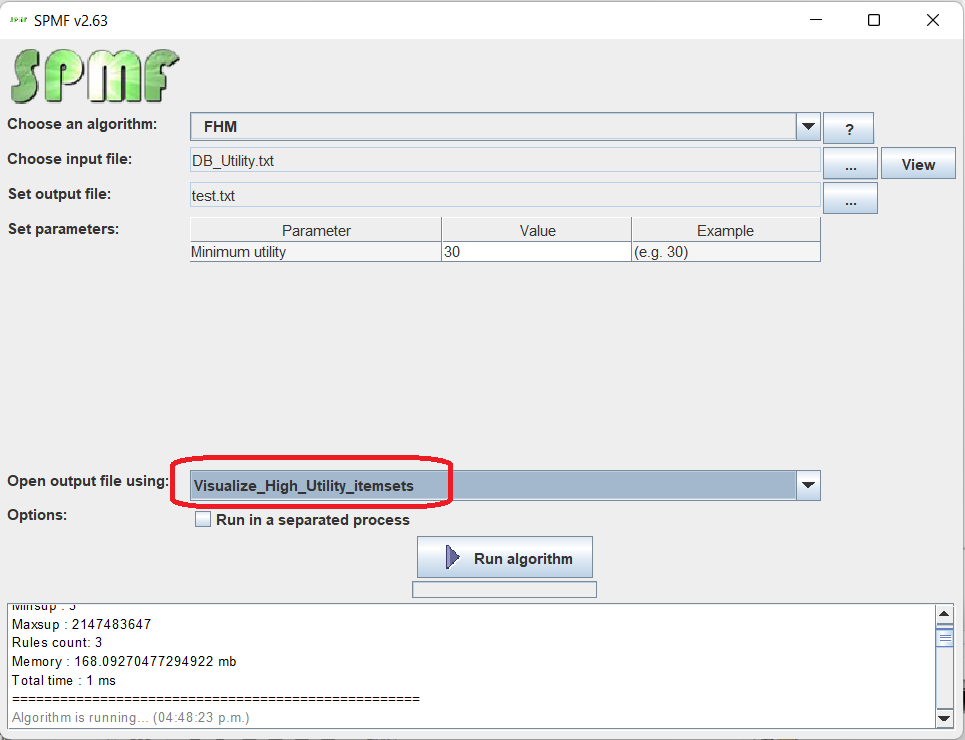 SPMF SPMF v2.63
SPMF
Choose an algorithm: FHM ?
Choose input file: DB_Utility.txt ... View
Set output file: test.txt ...
Set parameters: Parameter Value Example
Minimum utility 30 (e.g. 30)
Open output file using: Visualize_High_Utility_itemsets
Options: Run in a separated process
Run algorithm
Minsup : 3
Maxsup : 2147483647
Rules count: 3
Memory : 168.09270477294922 mb
Total time : 1 ms
====================================================
Algorithm is running... (04:48:23 p.m.)